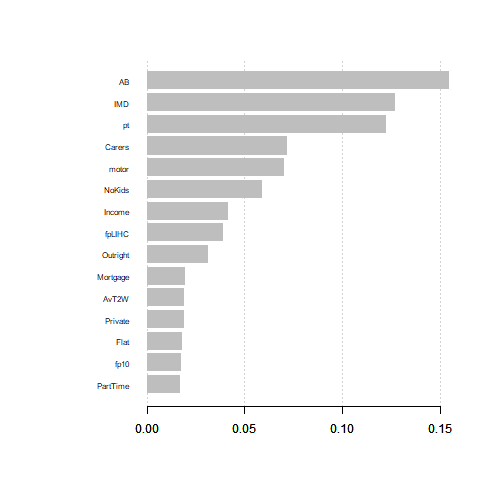 AB
IMD
pt
Carers
motor
NoKids
Income
fpLIHC
Outright
Mortgage
AvT2W
Private
Flat
fp10
PartTime
0.00 0.05 0.10 0.15